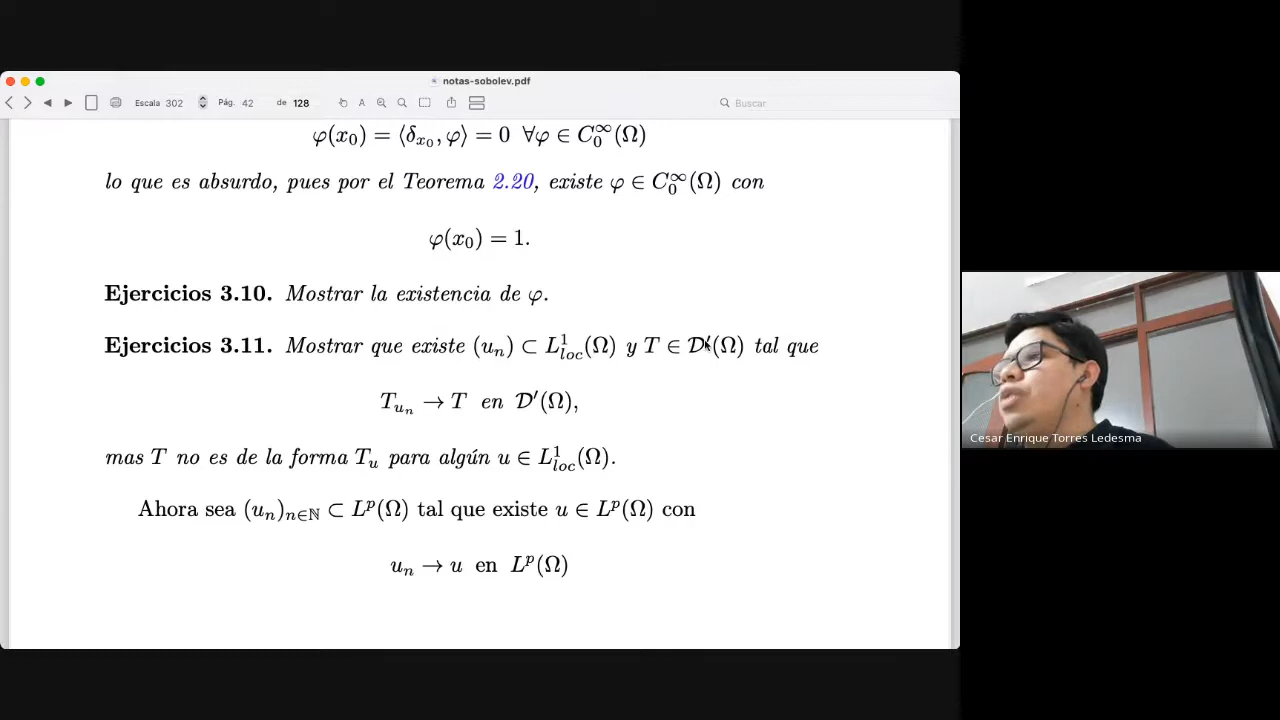 notas-sobolev.pdf
Escala 302 Pág. 42 de 128 A Buscar
φ(x₀) = ⟨δₓ₀, φ⟩ = 0 ∀φ ∈ C₀^∞(Ω)
lo que es absurdo, pues por el Teorema 2.20, existe φ ∈ C₀^∞(Ω) con
φ(x₀) = 1.
Ejercicios 3.10. Mostrar la existencia de φ.
Ejercicios 3.11. Mostrar que existe (uₙ) ⊂ L¹_loc(Ω) y T ∈ 𝒟′(Ω) tal que
T_{uₙ} → T en 𝒟′(Ω),
mas T no es de la forma T_u para algún u ∈ L¹_loc(Ω).
Ahora sea (uₙ)_{n∈ℕ} ⊂ Lᵖ(Ω) tal que existe u ∈ Lᵖ(Ω) con
uₙ → u en Lᵖ(Ω)
Cesar Enrique Torres Ledesma